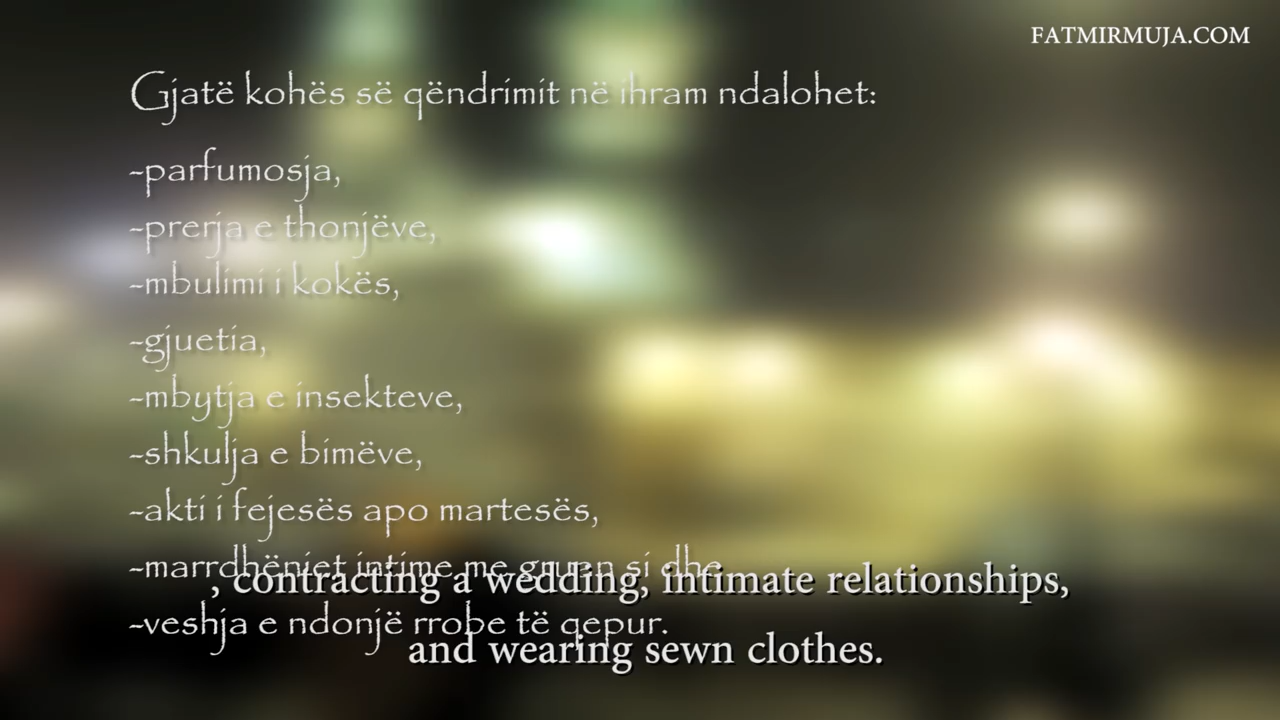 FATMIRMUJA.COM
Gjatë kohës së qëndrimit në ihram ndalohet:
-parfumosja,
-prerja e thonjëve,
-mbulimi i kokës,
-gjuetia,
-mbytja e insekteve,
-shkulja e bimëve,
-akti i fejesës apo martesës,
-marrdhëniet intime me gruan si dhe
, contracting a wedding, intimate relationships,
-veshja e ndonjë rrobe të qepur.
and wearing sewn clothes.